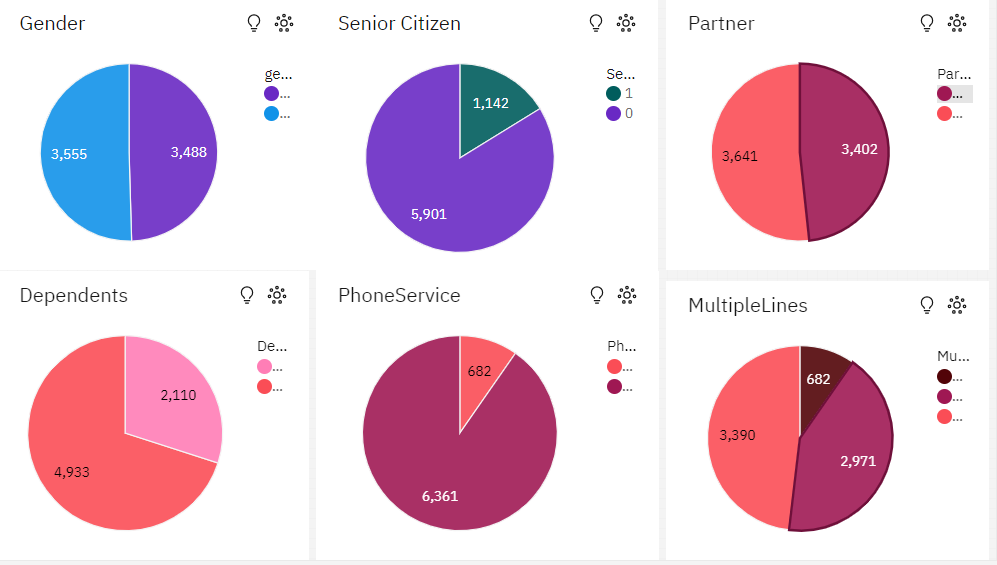 Gender
ge...
...
...
3,555
3,488
Senior Citizen
Se...
1
0
1,142
5,901
Partner
Par...
...
...
3,641
3,402
Dependents
De...
...
...
2,110
4,933
PhoneService
Ph...
...
...
682
6,361
MultipleLines
Mu...
...
...
...
682
3,390
2,971